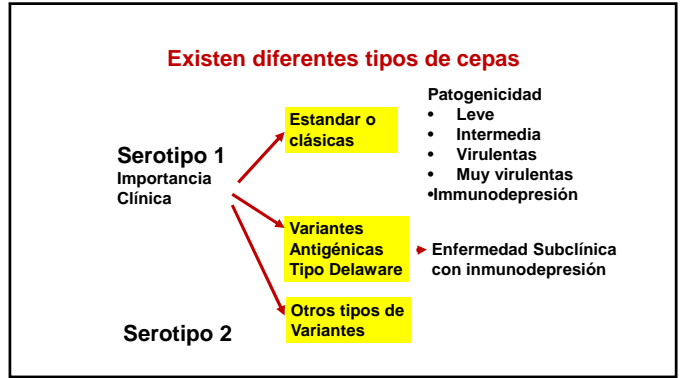 Existen diferentes tipos de cepas
Serotipo 1
Importancia
Clínica
Estandar o
clásicas
Patogenicidad
• Leve
• Intermedia
• Virulentas
• Muy virulentas
•Immunodepresión
Variantes
Antigénicas
Tipo Delaware
Enfermedad Subclínica
con inmunodepresión
Otros tipos de
Variantes
Serotipo 2